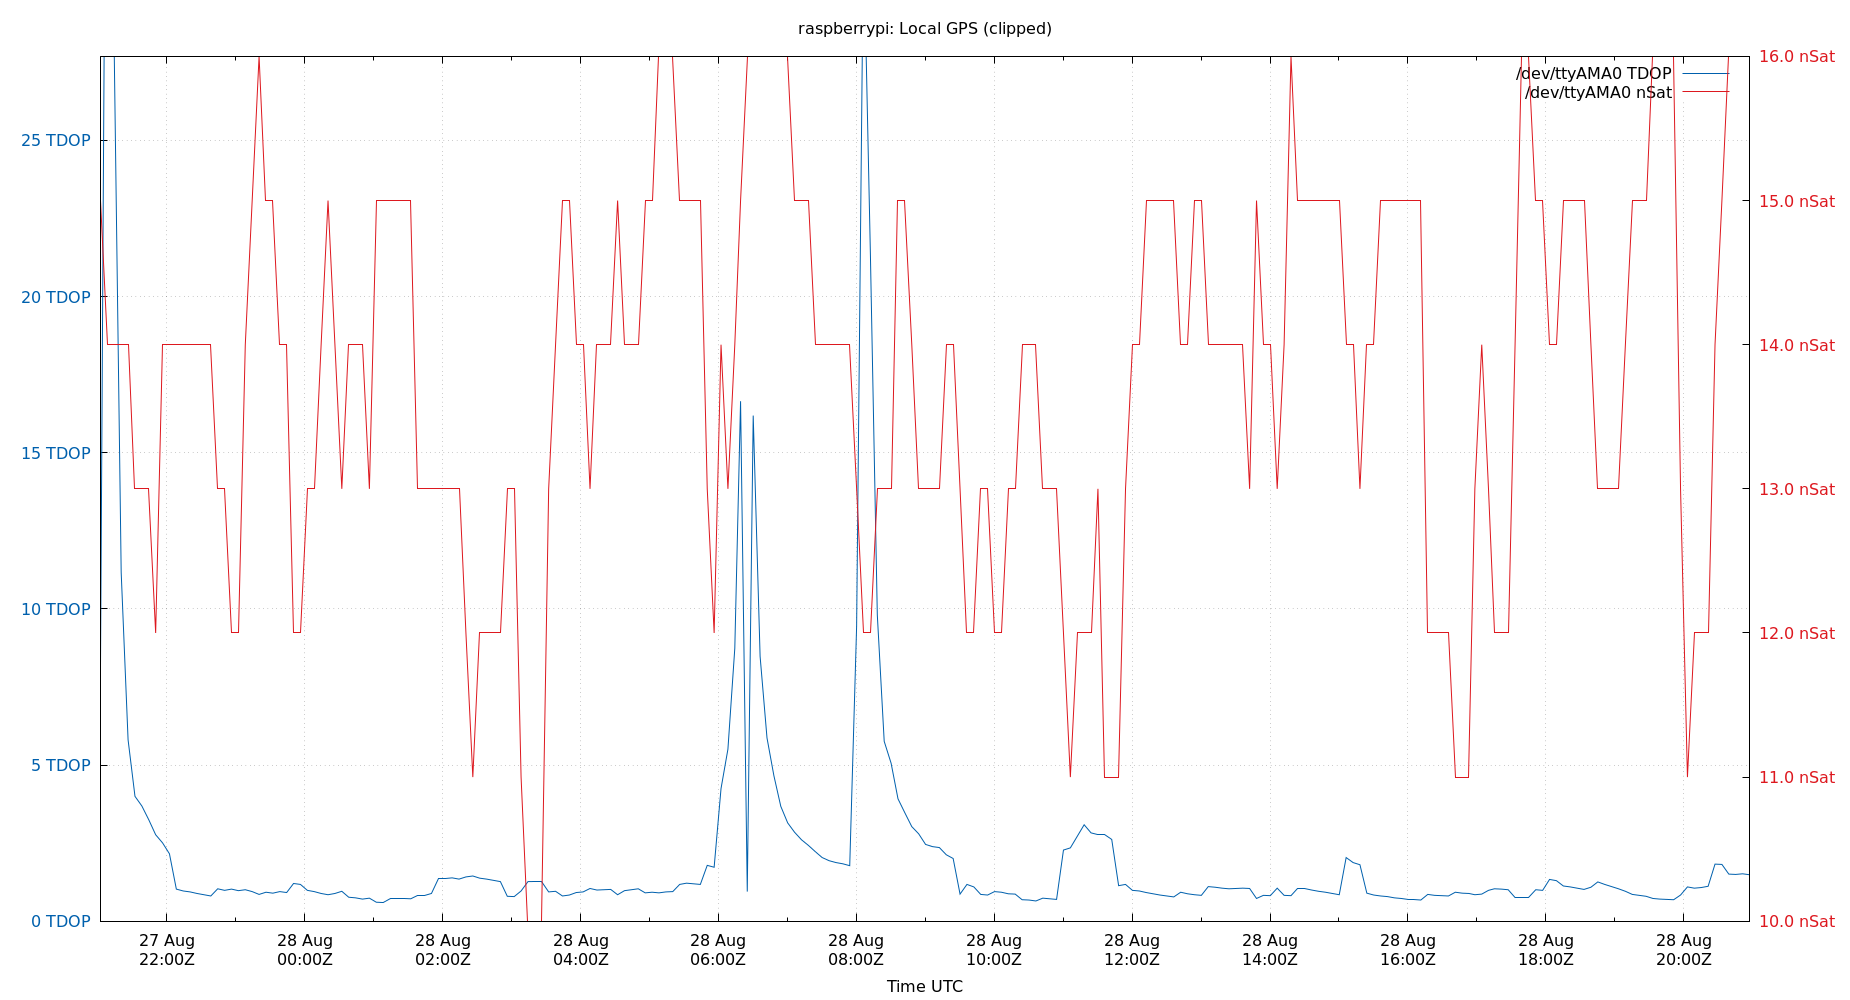 raspberrypi: Local GPS (clipped)
/dev/ttyAMA0 TDOP
/dev/ttyAMA0 nSat
25 TDOP
20 TDOP
15 TDOP
10 TDOP
5 TDOP
0 TDOP
16.0 nSat
15.0 nSat
14.0 nSat
13.0 nSat
12.0 nSat
11.0 nSat
10.0 nSat
27 Aug
22:00Z
28 Aug
00:00Z
28 Aug
02:00Z
28 Aug
04:00Z
28 Aug
06:00Z
28 Aug
08:00Z
28 Aug
10:00Z
28 Aug
12:00Z
28 Aug
14:00Z
28 Aug
16:00Z
28 Aug
18:00Z
28 Aug
20:00Z
Time UTC